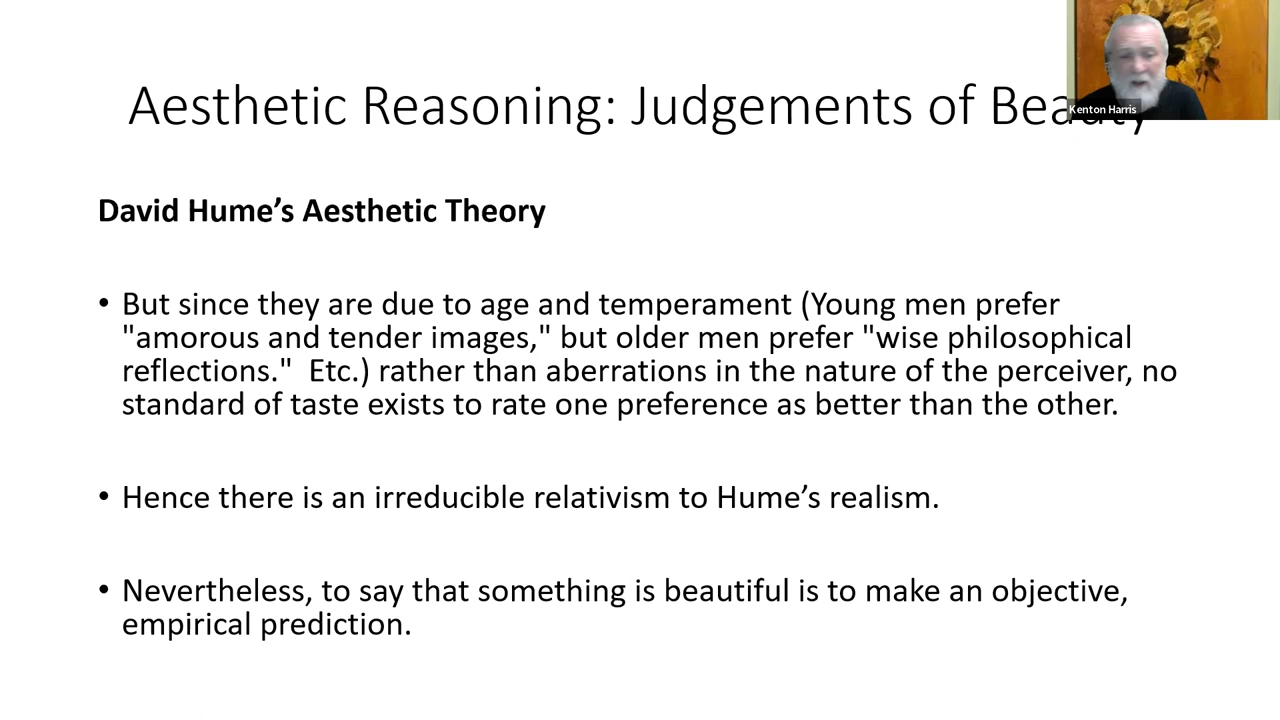 Aesthetic Reasoning: Judgements of Beauty
Kenton Harris
David Hume’s Aesthetic Theory
• But since they are due to age and temperament (Young men prefer
"amorous and tender images," but older men prefer "wise philosophical
reflections."  Etc.) rather than aberrations in the nature of the perceiver, no
standard of taste exists to rate one preference as better than the other.
• Hence there is an irreducible relativism to Hume’s realism.
• Nevertheless, to say that something is beautiful is to make an objective,
empirical prediction.